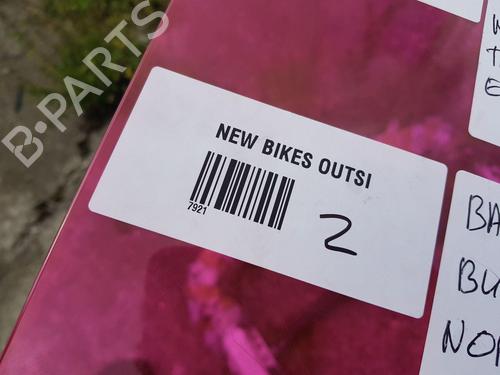 B·PARTS
NEW BIKES OUTSI
7921
2
BA
BU
NO